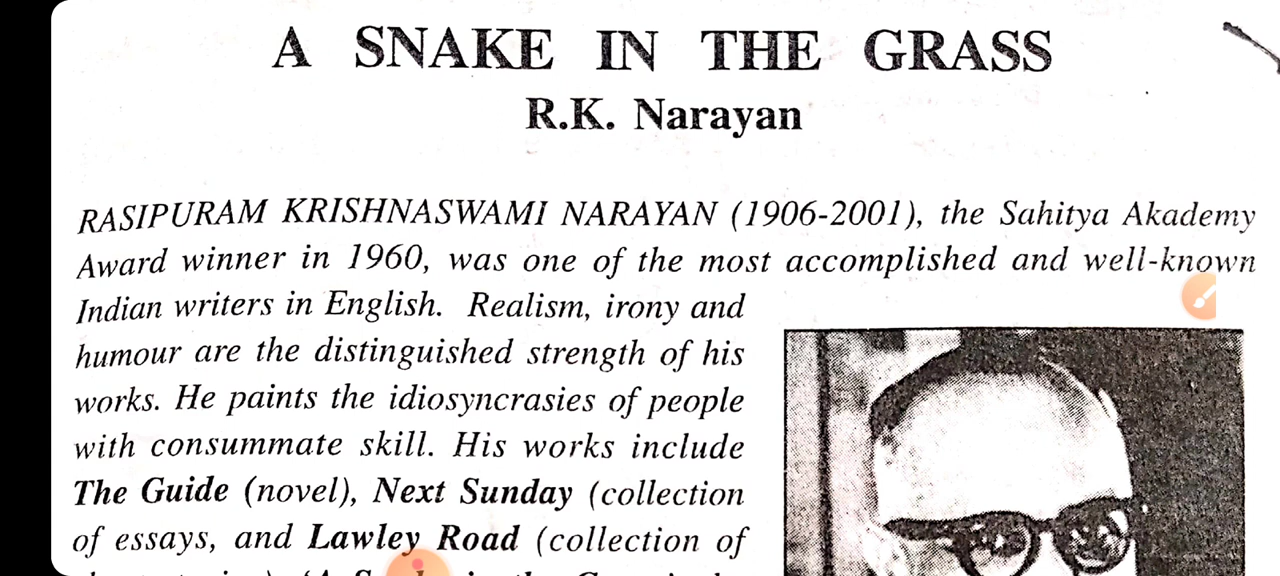 A SNAKE IN THE GRASS
R.K. Narayan
RASIPURAM KRISHNASWAMI NARAYAN (1906-2001), the Sahitya Akademy
Award winner in 1960, was one of the most accomplished and well-known
Indian writers in English. Realism, irony and
humour are the distinguished strength of his
works. He paints the idiosyncrasies of people
with consummate skill. His works include
The Guide (novel), Next Sunday (collection
of essays, and Lawley Road (collection of